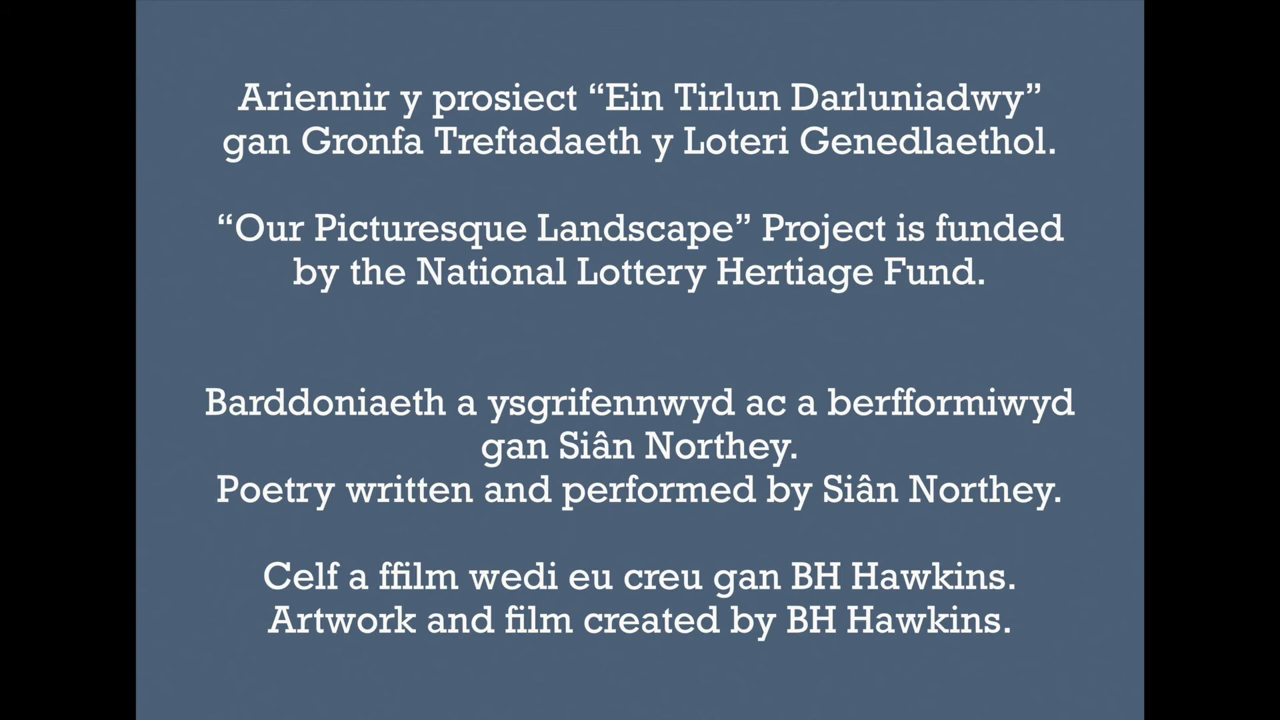 Ariennir y prosiect “Ein Tirlun Darluniadwy”
gan Gronfa Treftadaeth y Loteri Genedlaethol.
“Our Picturesque Landscape” Project is funded
by the National Lottery Hertiage Fund.
Barddoniaeth a ysgrifennwyd ac a berfformiwyd
gan Siân Northey.
Poetry written and performed by Siân Northey.
Celf a ffilm wedi eu creu gan BH Hawkins.
Artwork and film created by BH Hawkins.